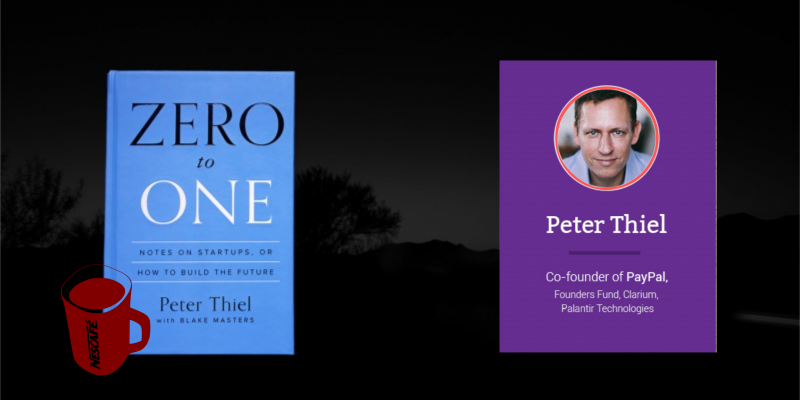 ZERO
to
ONE
NOTES ON STARTUPS, OR
HOW TO BUILD THE FUTURE
Peter Thiel
with BLAKE MASTERS
NESCAFÉ
Peter Thiel
Co-founder of PayPal,
Founders Fund, Clarium,
Palantir Technologies